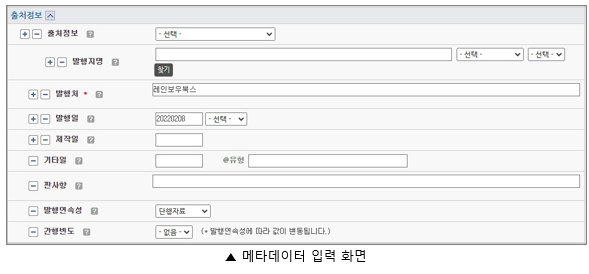 출처정보
출처정보 ? - 선택 -
발행지명 ? - 선택 - - 선택 -
찾기
발행처 * ? 레인보우북스
발행일 ? 20220208 - 선택 -
제작일 ?
기타일 ? @유형
판사항 ?
발행연속성 ? 단행자료
간행빈도 ? - 없음 - (* 발행연속성에 따라 값이 변동됩니다.)
▲ 메타데이터 입력 화면